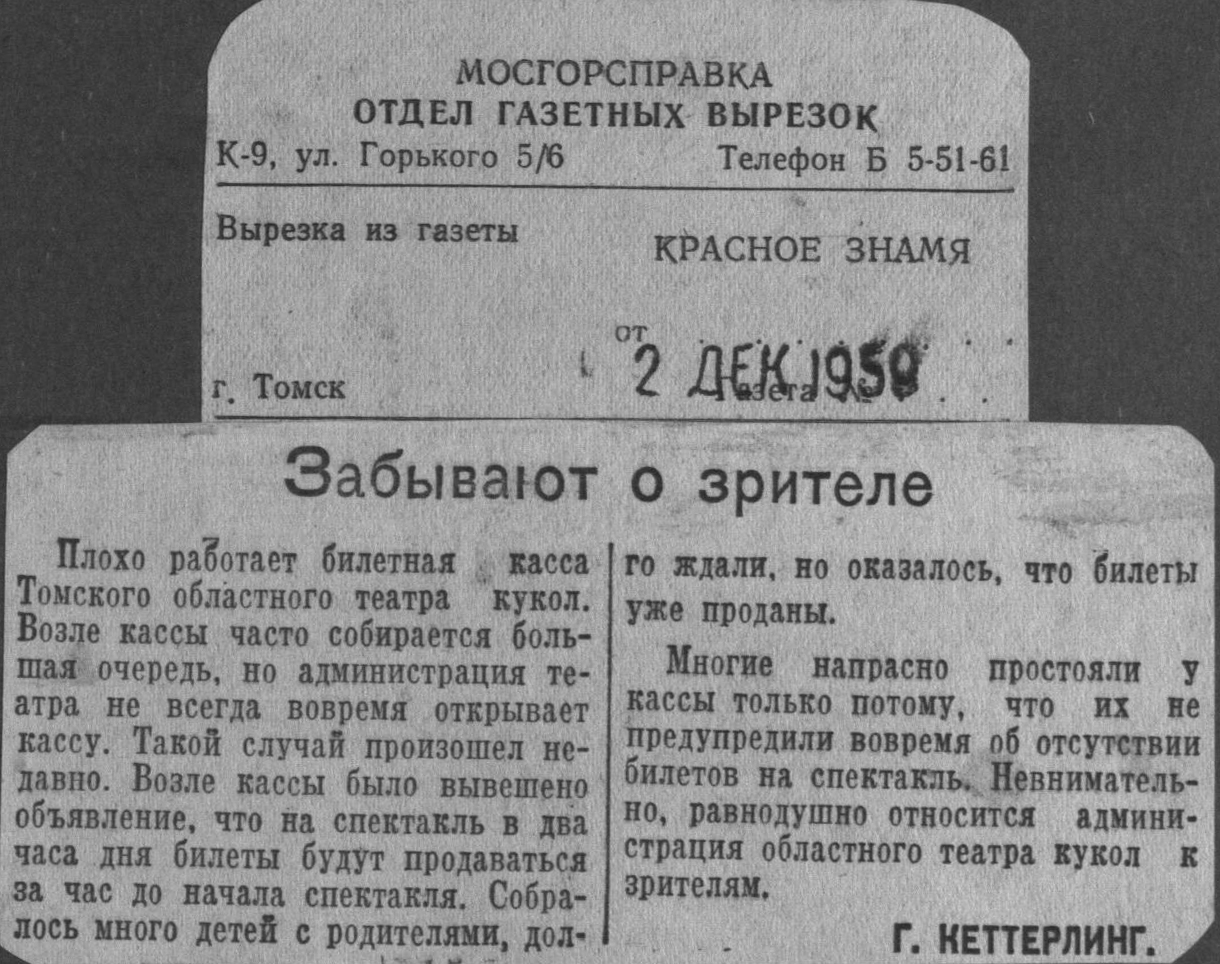 МОСГОРСПРАВКА
ОТДЕЛ ГАЗЕТНЫХ ВЫРЕЗОК
К-9, ул. Горького 5/6 Телефон Б 5-51-61
Вырезка из газеты
КРАСНОЕ ЗНАМЯ
от
2 ДЕК 1959
г. Томск Газета №
Забывают о зрителе
Плохо работает билетная касса
Томского областного театра кукол.
Возле кассы часто собирается боль-
шая очередь, но администрация те-
атра не всегда вовремя открывает
кассу. Такой случай произошел не-
давно. Возле кассы было вывешено
объявление, что на спектакль в два
часа дня билеты будут продаваться
за час до начала спектакля. Собра-
лось много детей с родителями, дол-
го ждали, но оказалось, что билеты
уже проданы.
Многие напрасно простояли у
кассы только потому, что их не
предупредили вовремя об отсутствии
билетов на спектакль. Невниматель-
но, равнодушно относится админи-
страция областного театра кукол к
зрителям.
Г. КЕТТЕРЛИНГ.